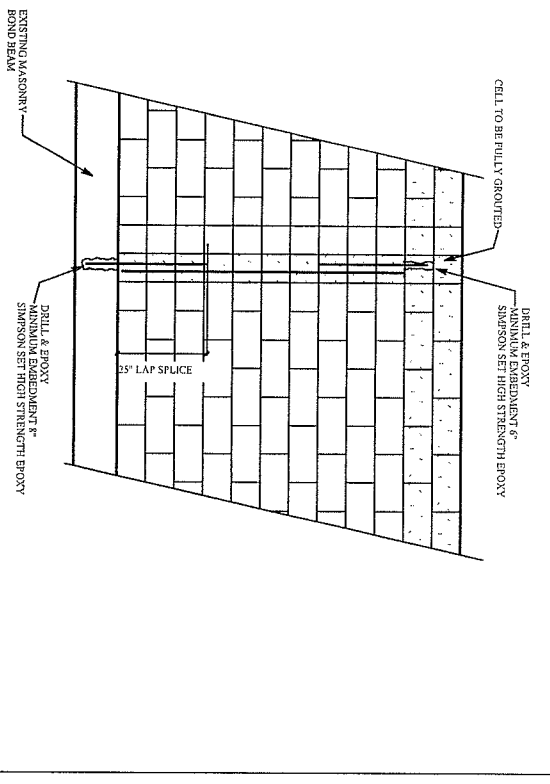 CELL TO BE FULLY GROUTED
DRILL & EPOXY
MINIMUM EMBEDMENT 6"
SIMPSON SET HIGH STRENGTH EPOXY
25" LAP SPLICE
EXISTING MASONRY
BOND BEAM
DRILL & EPOXY
MINIMUM EMBEDMENT 8"
SIMPSON SET HIGH STRENGTH EPOXY